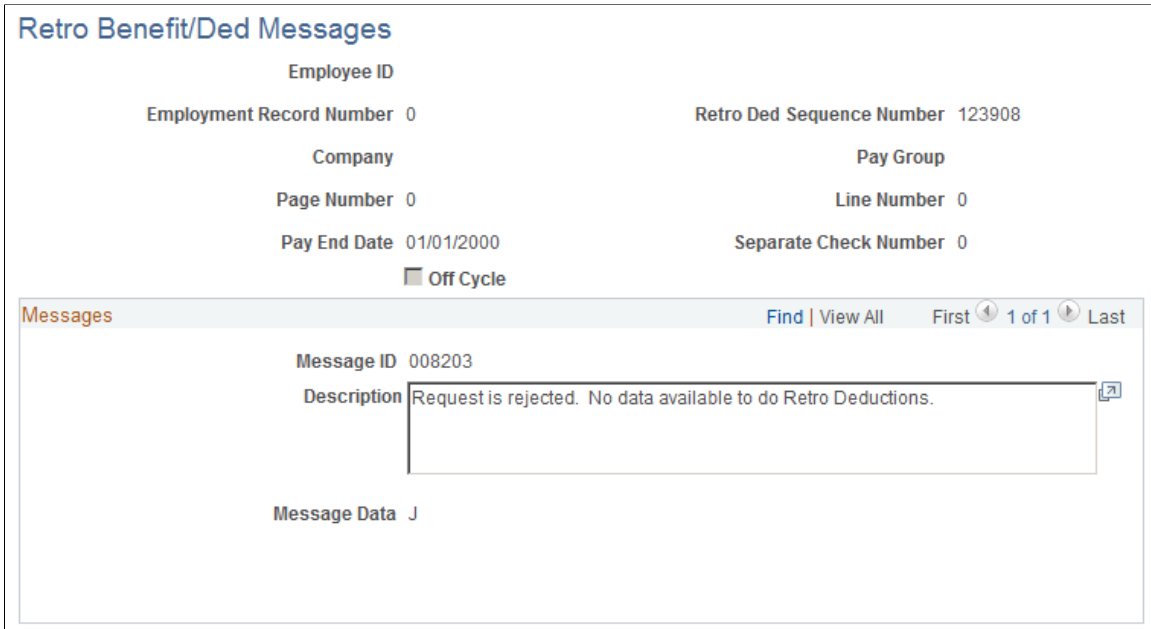 Retro Benefit/Ded Messages
Employee ID
Employment Record Number 0 Retro Ded Sequence Number 123908
Company Pay Group
Page Number 0 Line Number 0
Pay End Date 01/01/2000 Separate Check Number 0
Off Cycle
Messages Find | View All First 1 of 1 Last
Message ID 008203
Description Request is rejected. No data available to do Retro Deductions.
Message Data J